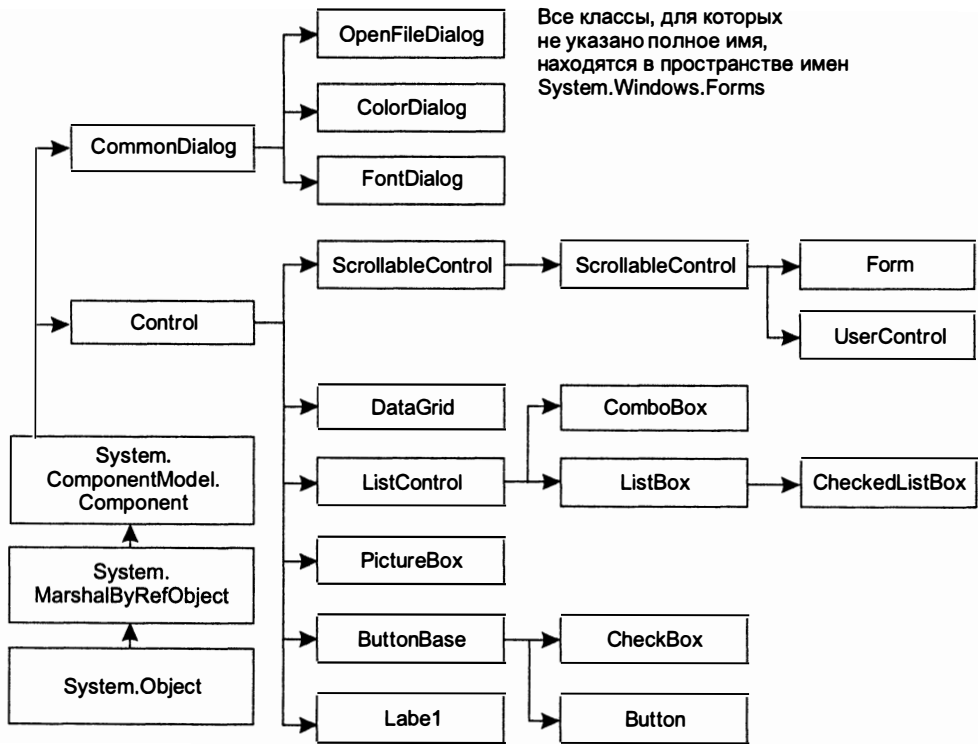 Все классы, для которых
не указано полное имя,
находятся в пространстве имен
System.Windows.Forms
OpenFileDialog
ColorDialog
CommonDialog
FontDialog
ScrollableControl
ScrollableControl
Form
Control
UserControl
DataGrid
ComboBox
System.
ComponentModel.
Component
ListControl
ListBox
CheckedListBox
PictureBox
System.
MarshalByRefObject
ButtonBase
CheckBox
System.Object
Labe1
Button